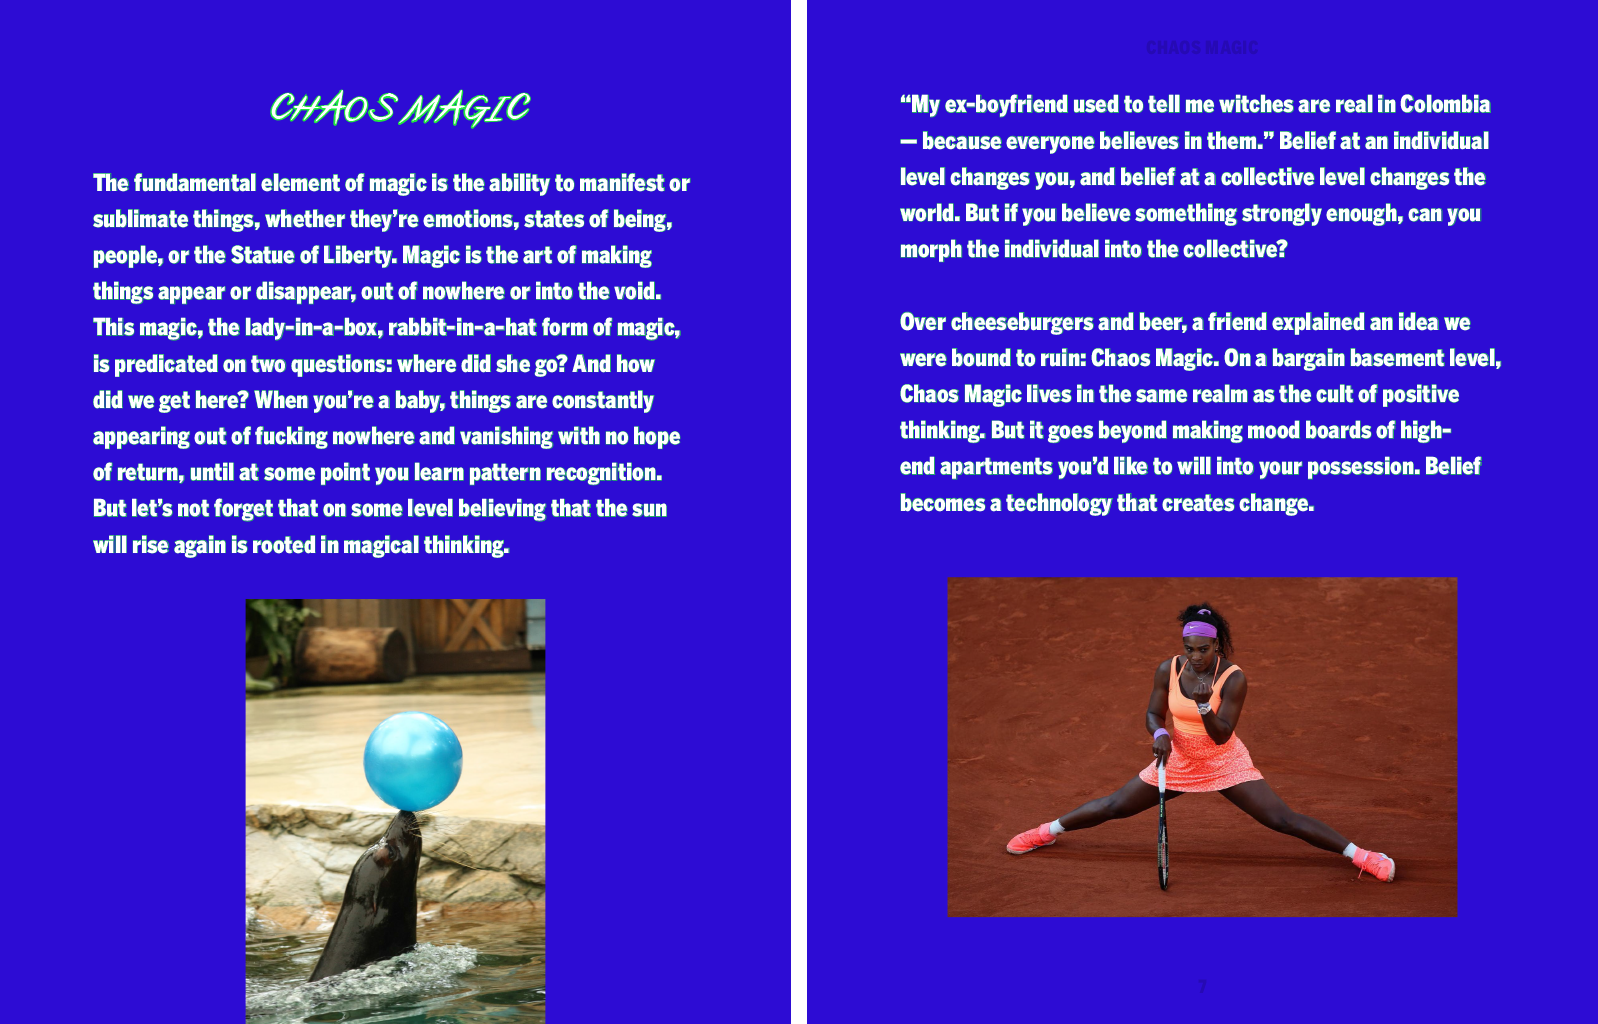 CHAOS MAGIC
The fundamental element of magic is the ability to manifest or
sublimate things, whether they’re emotions, states of being,
people, or the Statue of Liberty. Magic is the art of making
things appear or disappear, out of nowhere or into the void.
This magic, the lady-in-a-box, rabbit-in-a-hat form of magic,
is predicated on two questions: where did she go? And how
did we get here? When you’re a baby, things are constantly
appearing out of fucking nowhere and vanishing with no hope
of return, until at some point you learn pattern recognition.
But let’s not forget that on some level believing that the sun
will rise again is rooted in magical thinking.
CHAOS MAGIC
“My ex-boyfriend used to tell me witches are real in Colombia
— because everyone believes in them.” Belief at an individual
level changes you, and belief at a collective level changes the
world. But if you believe something strongly enough, can you
morph the individual into the collective?
Over cheeseburgers and beer, a friend explained an idea we
were bound to ruin: Chaos Magic. On a bargain basement level,
Chaos Magic lives in the same realm as the cult of positive
thinking. But it goes beyond making mood boards of high-
end apartments you’d like to will into your possession. Belief
becomes a technology that creates change.
7